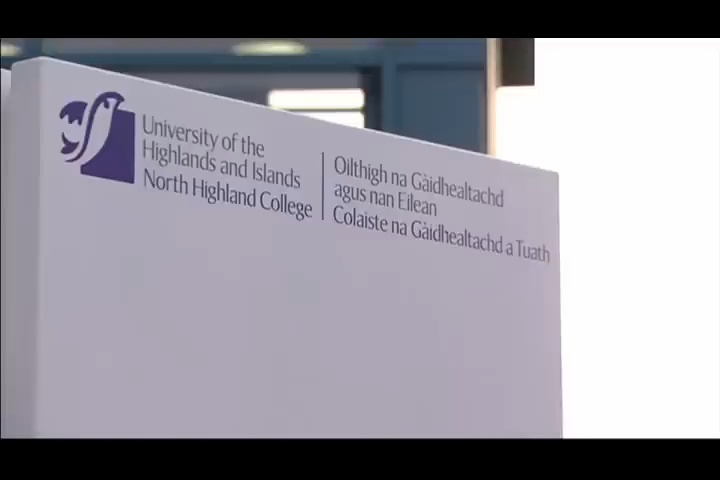 University of the
Highlands and Islands
North Highland College
Oilthigh na Gàidhealtachd
agus nan Eilean
Colaiste na Gàidhealtachd a Tuath